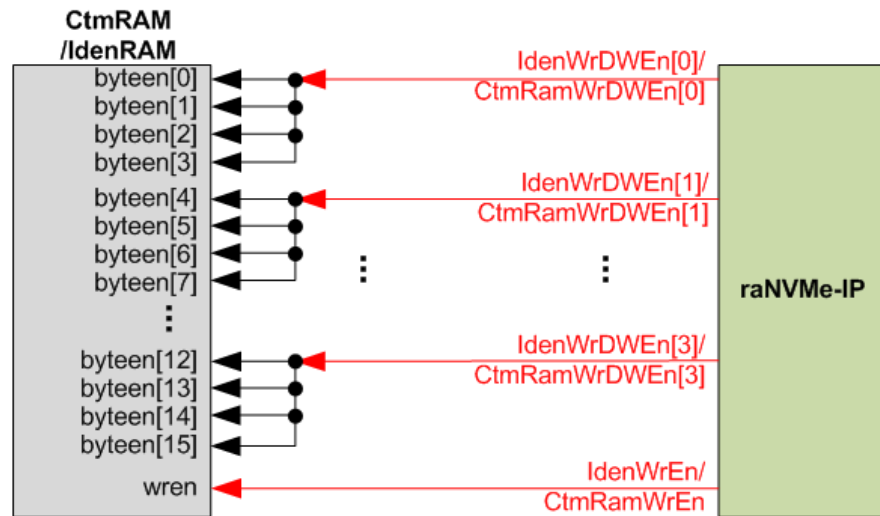 CtmRAM
/IdenRAM
byteen[0]
byteen[1]
byteen[2]
byteen[3]
byteen[4]
byteen[5]
byteen[6]
byteen[7]
byteen[12]
byteen[13]
byteen[14]
byteen[15]
wren
IdenWrDWEn[0]/
CtmRamWrDWEn[0]
IdenWrDWEn[1]/
CtmRamWrDWEn[1]
IdenWrDWEn[3]/
CtmRamWrDWEn[3]
IdenWrEn/
CtmRamWrEn
raNVMe-IP